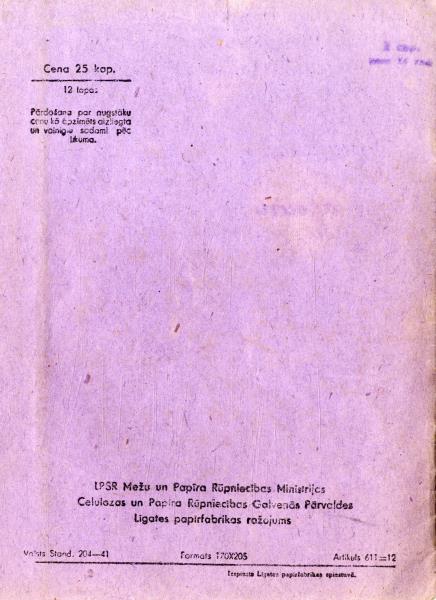 Cena 25 kap.
12 lapas
Pārdošana par augstāku
cenu kā apzīmēts aizliegta
un vainīgie sodāmi pēc
likuma.
LPSR Mežu un Papīra Rūpniecības Ministrijas
Celulozas un Papīra Rūpniecības Galvenās Pārvaldes
Līgates papīrfabrikas ražojums
Valsts Stand. 204—41 Formats 170X205 Artikuls 611—12
Iespiests Līgates papīrfabrikas spiestuvē.